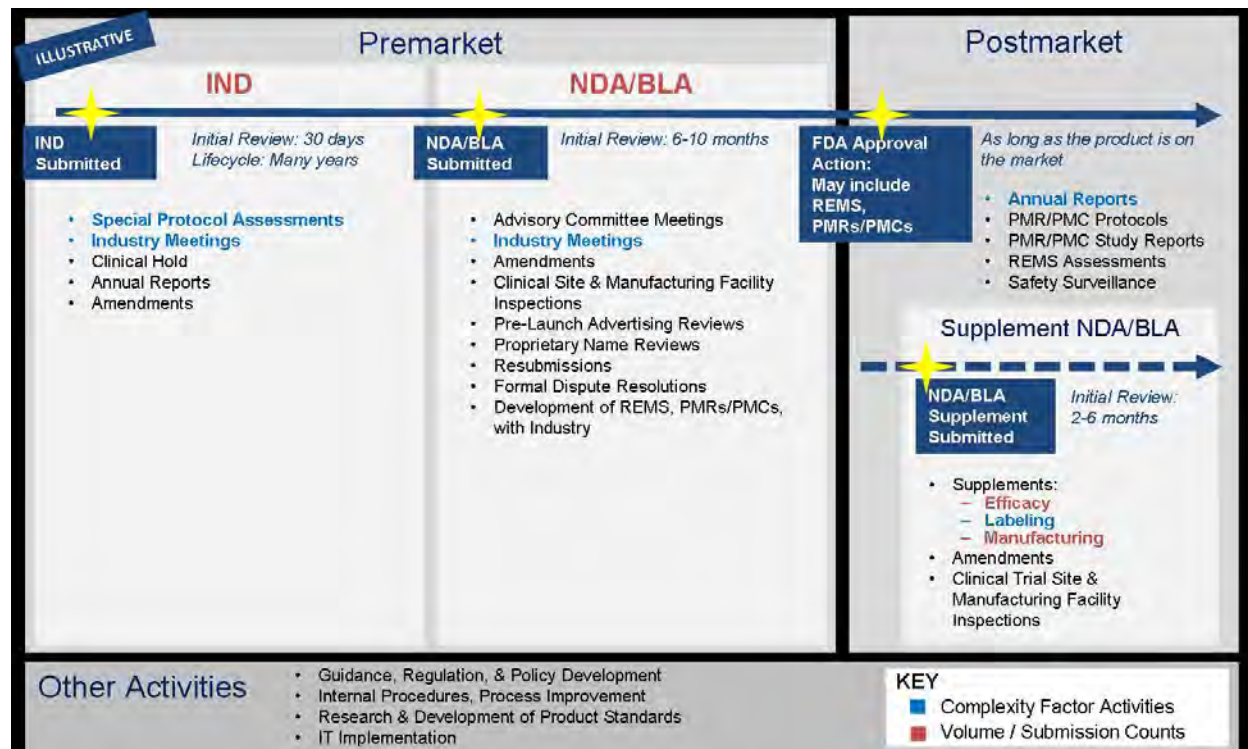 ILLUSTRATIVE
Premarket
IND
NDA/BLA
IND
Submitted
Initial Review: 30 days
Lifecycle: Many years
NDA/BLA
Submitted
Initial Review: 6-10 months
• Special Protocol Assessments
• Industry Meetings
• Clinical Hold
• Annual Reports
• Amendments
• Advisory Committee Meetings
• Industry Meetings
• Amendments
• Clinical Site & Manufacturing Facility
Inspections
• Pre-Launch Advertising Reviews
• Proprietary Name Reviews
• Resubmissions
• Formal Dispute Resolutions
• Development of REMS, PMRs/PMCs,
with Industry
Postmarket
FDA Approval
Action:
May include
REMS,
PMRs/PMCs
As long as the product is on
the market
• Annual Reports
• PMR/PMC Protocols
• PMR/PMC Study Reports
• REMS Assessments
• Safety Surveillance
Supplement NDA/BLA
NDA/BLA
Supplement
Submitted
Initial Review:
2-6 months
• Supplements:
– Efficacy
– Labeling
– Manufacturing
• Amendments
• Clinical Trial Site &
Manufacturing Facility
Inspections
Other Activities
• Guidance, Regulation, & Policy Development
• Internal Procedures, Process Improvement
• Research & Development of Product Standards
• IT Implementation
KEY
Complexity Factor Activities
Volume / Submission Counts